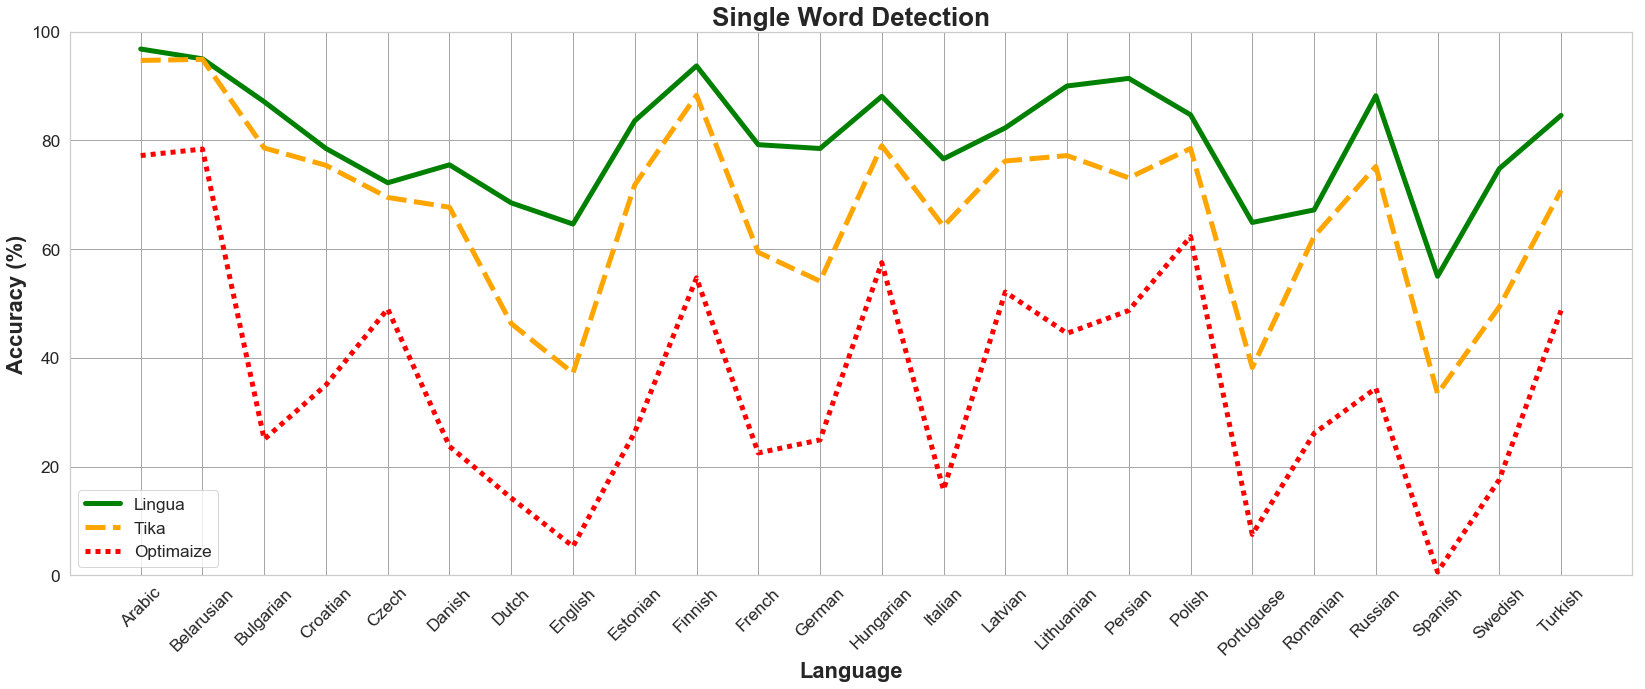 Single Word Detection
Accuracy (%)
100
80
60
40
20
0
Lingua
Tika
Optimaize
Arabic
Belarusian
Bulgarian
Croatian
Czech
Danish
Dutch
English
Estonian
Finnish
French
German
Hungarian
Italian
Latvian
Lithuanian
Persian
Polish
Portuguese
Romanian
Russian
Spanish
Swedish
Turkish
Language